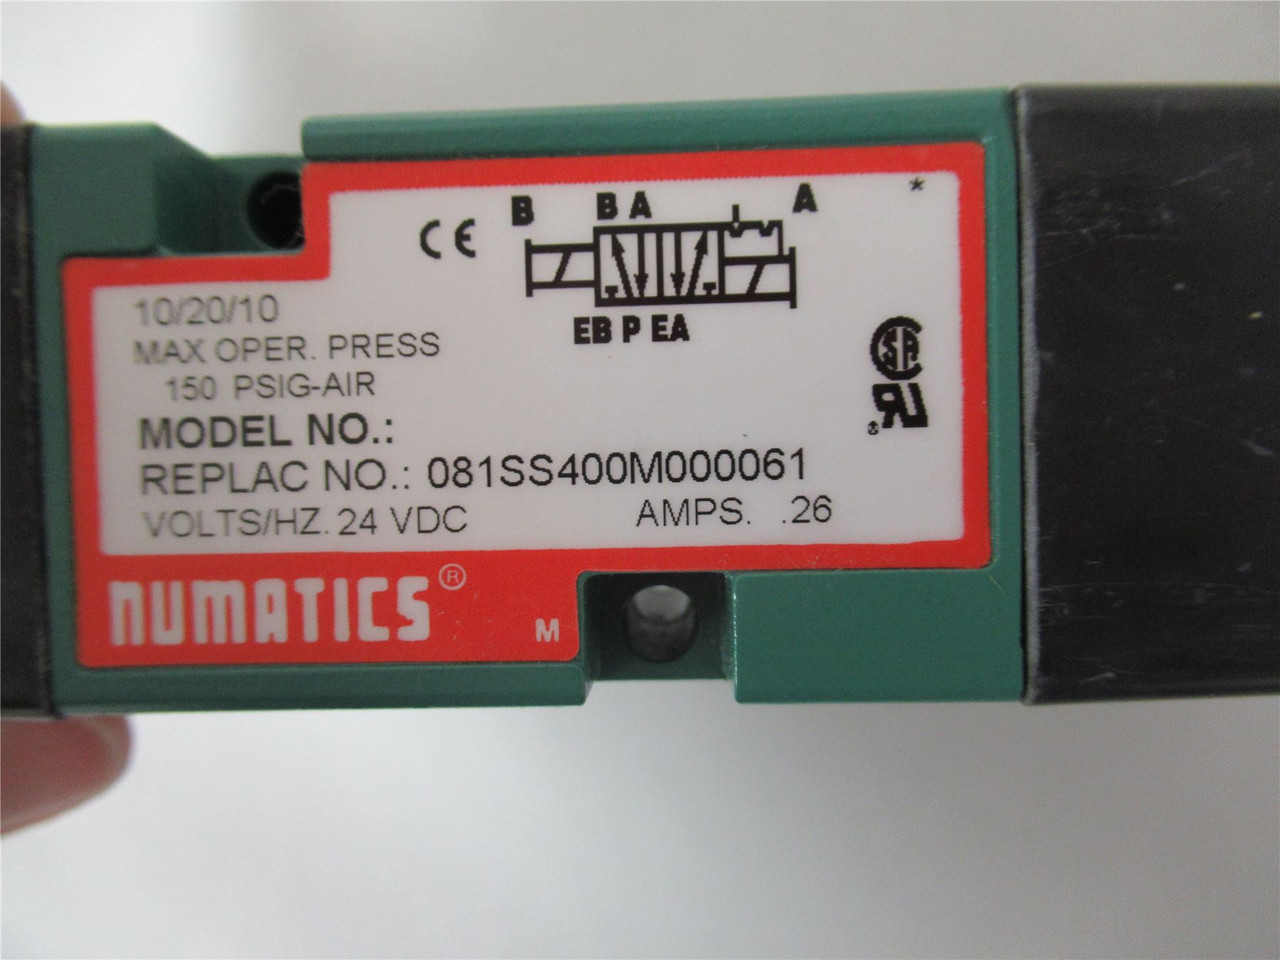 B B A A *
CE
EB P EA
10/20/10
MAX OPER. PRESS
150 PSIG-AIR
SA
MODEL NO.:
REPLAC NO.: 081SS400M000061
VOLTS/HZ. 24 VDC AMPS. .26
NUMATICS®
M